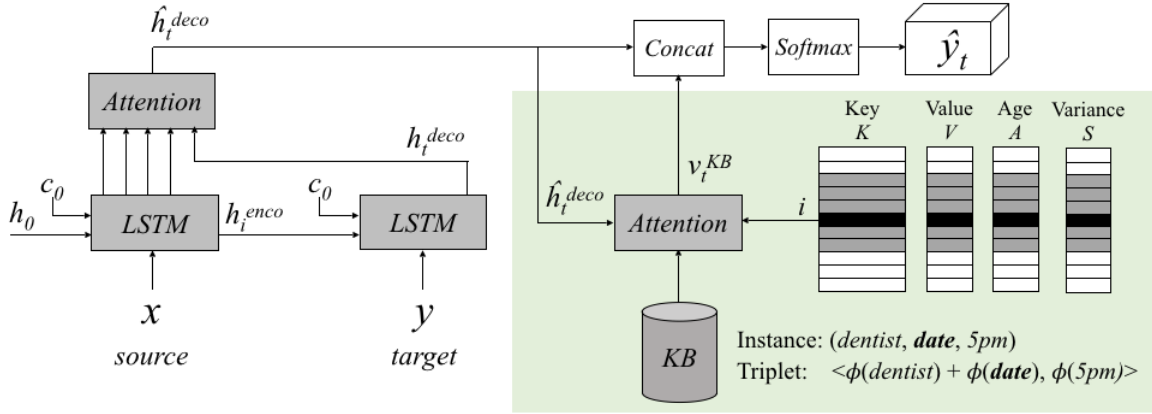 ĥ_t^deco
Concat
Softmax
ŷ_t
Attention
Key
K
Value
V
Age
A
Variance
S
h_t^deco
v_t^KB
c_0
c_0
ĥ_t^deco
h_0
LSTM
h_i^enco
LSTM
Attention
i
x
y
source
target
KB
Instance: (dentist, date, 5pm)
Triplet: <ϕ(dentist) + ϕ(date), ϕ(5pm)>